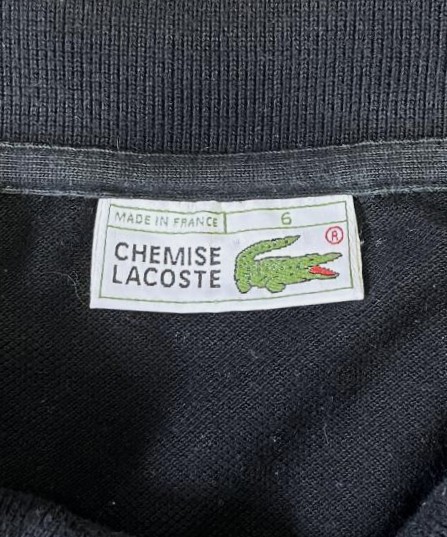 MADE IN FRANCE 6
®
CHEMISE
LACOSTE